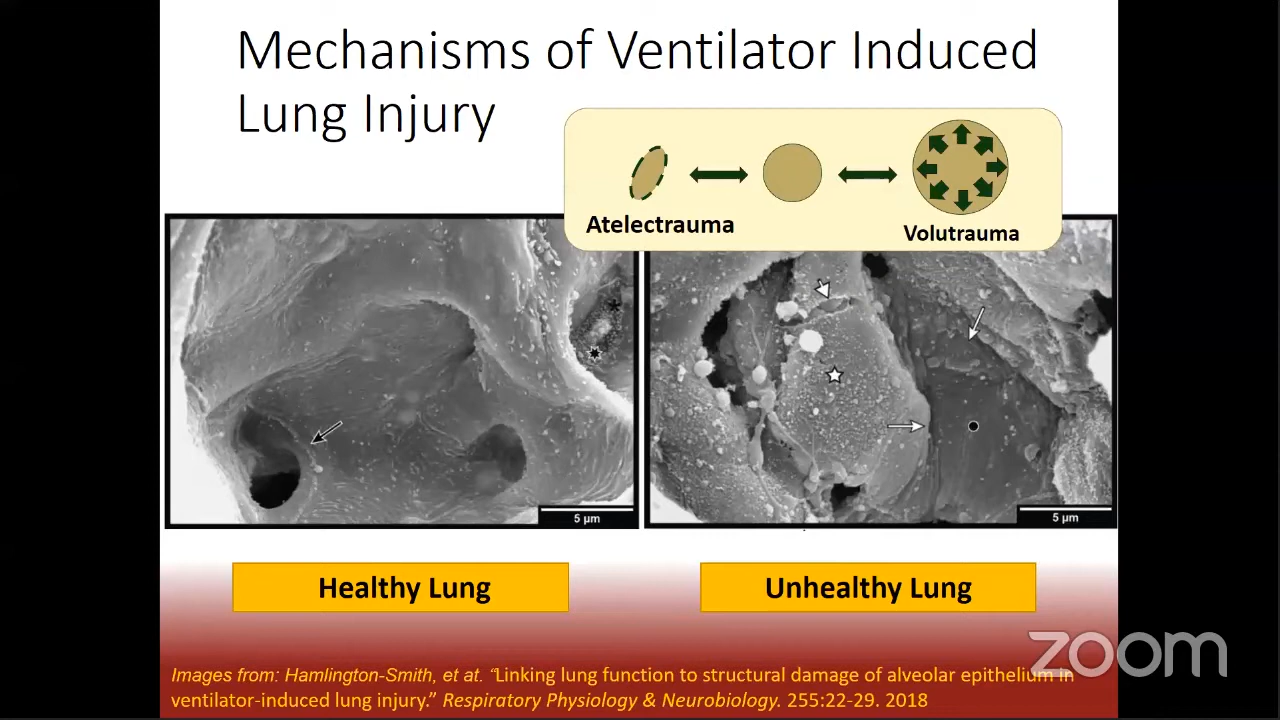 Mechanisms of Ventilator Induced
Lung Injury
Atelectrauma
Volutrauma
5 µm
5 µm
Healthy Lung
Unhealthy Lung
zoom
Images from: Hamlington-Smith, et at. “Linking lung function to structural damage of alveolar epithelium in
ventilator-induced lung injury.” Respiratory Physiology & Neurobiology. 255:22-29. 2018